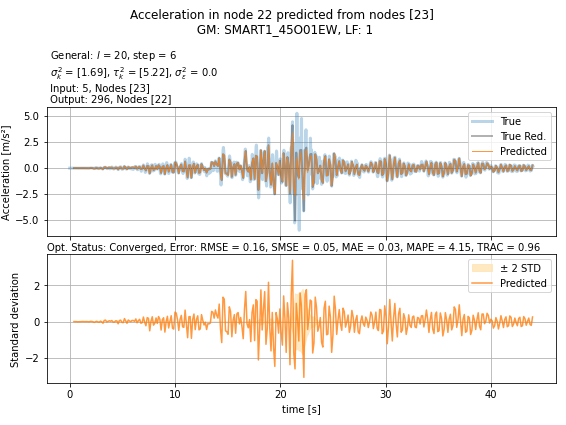 Acceleration in node 22 predicted from nodes [23]
GM: SMART1_45O01EW, LF: 1
General: l = 20, step = 6
σ²ₖ = [1.69], τ²ₖ = [5.22], σ²ε = 0.0
Input: 5, Nodes [23]
Output: 296, Nodes [22]
Acceleration [m/s²]
5.0
2.5
0.0
−2.5
−5.0
True
True Red.
Predicted
Opt. Status: Converged, Error: RMSE = 0.16, SMSE = 0.05, MAE = 0.03, MAPE = 4.15, TRAC = 0.96
Standard deviation
2
0
−2
± 2 STD
Predicted
0 10 20 30 40
time [s]